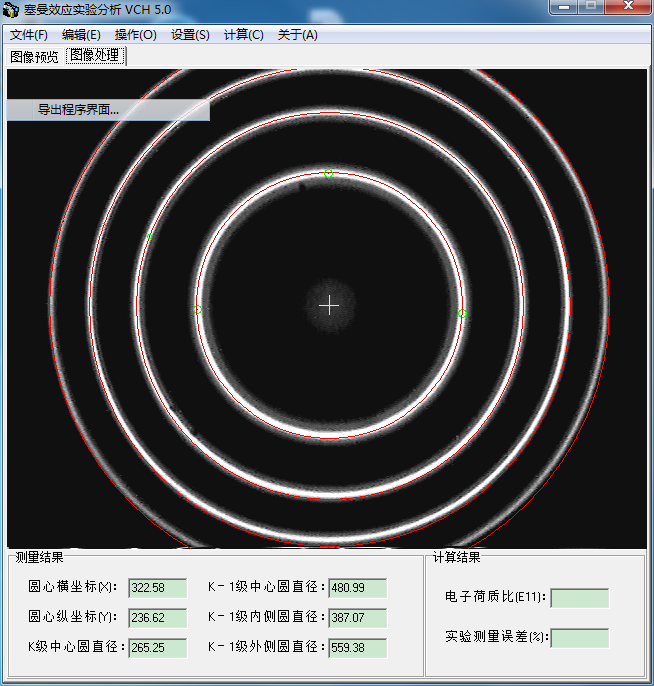 塞曼效应实验分析 VCH 5.0
文件(F) 编辑(E) 操作(O) 设置(S) 计算(C) 关于(A)
图像预览 图像处理
导出程序界面...
测量结果
圆心横坐标(X): 322.58 K-1级中心圆直径: 480.99
圆心纵坐标(Y): 236.62 K-1级内侧圆直径: 387.07
K级中心圆直径: 265.25 K-1级外侧圆直径: 559.38
计算结果
电子荷质比(E11):
实验测量误差(%):